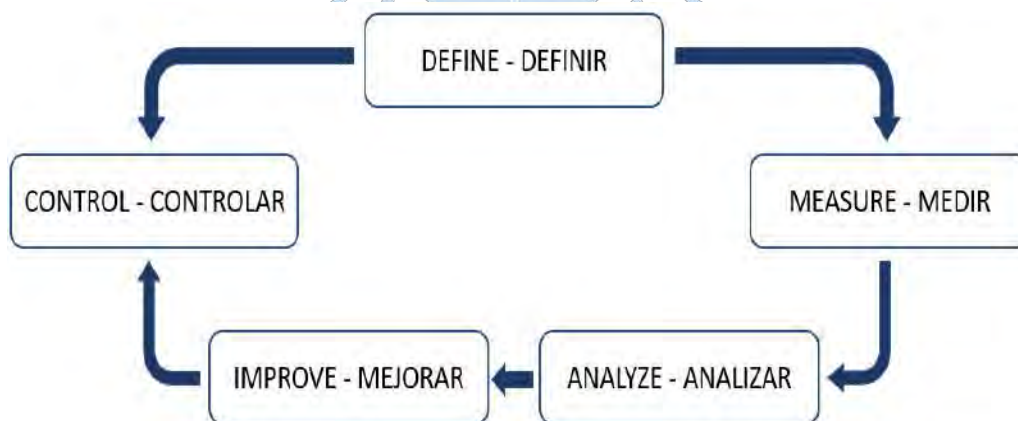 DEFINE - DEFINIR
MEASURE - MEDIR
ANALYZE - ANALIZAR
IMPROVE - MEJORAR
CONTROL - CONTROLAR